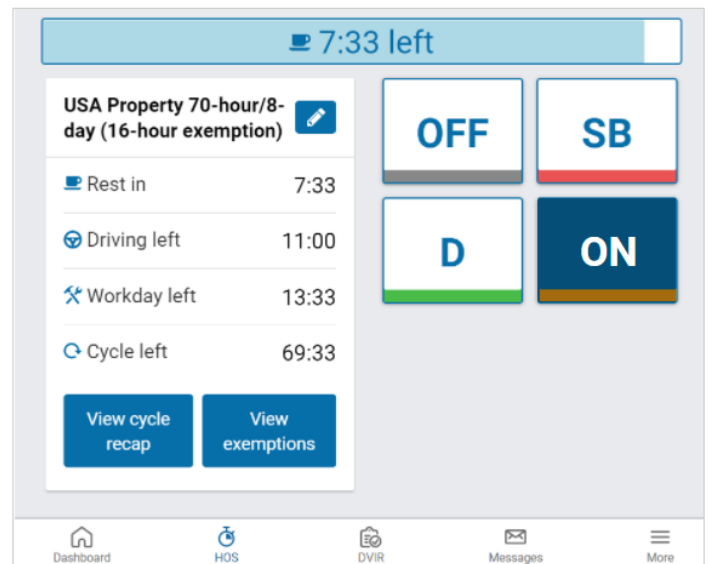 7:33 left
USA Property 70-hour/8-
day (16-hour exemption)
Rest in 7:33
Driving left 11:00
Workday left 13:33
Cycle left 69:33
View cycle
recap
View
exemptions
OFF
SB
D
ON
Dashboard
HOS
DVIR
Messages
More